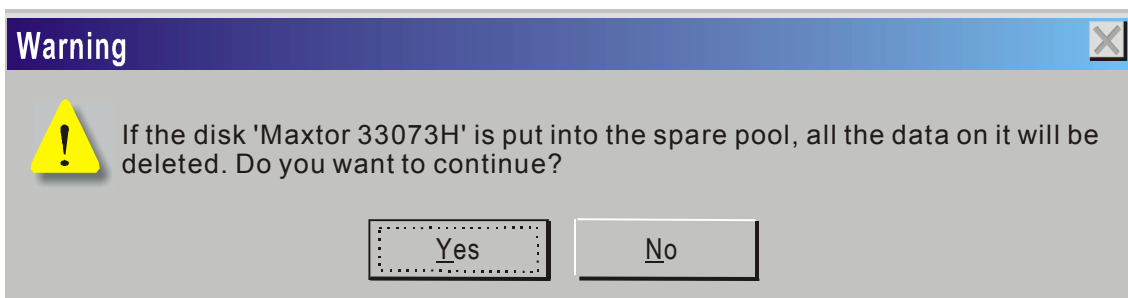 Warning
If the disk 'Maxtor 33073H' is put into the spare pool, all the data on it will be
deleted. Do you want to continue?
Yes No